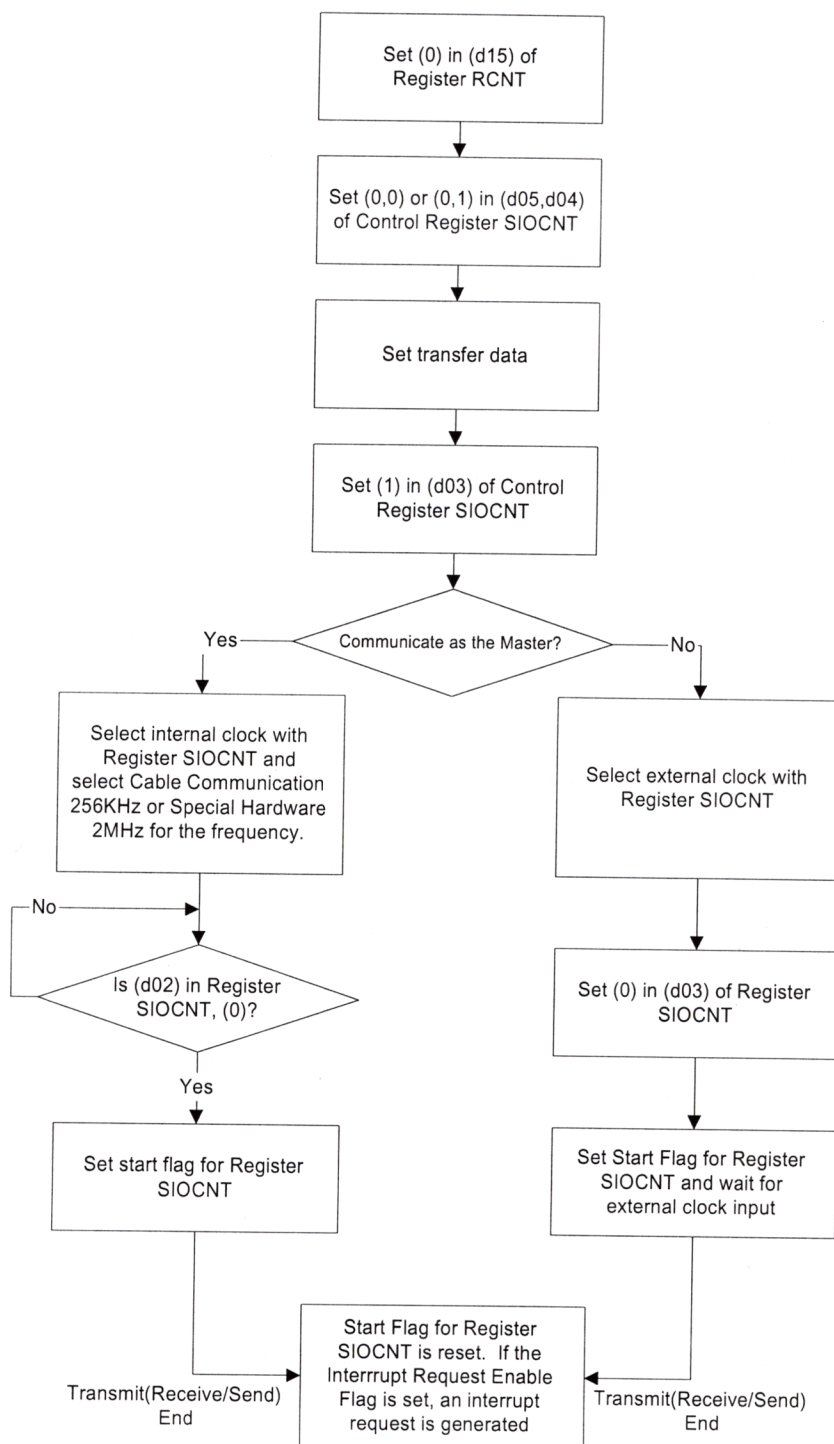 Set (0) in (d15) of
Register RCNT
Set (0,0) or (0,1) in (d05,d04)
of Control Register SIOCNT
Set transfer data
Set (1) in (d03) of Control
Register SIOCNT
Communicate as the Master?
Yes
No
Select internal clock with
Register SIOCNT and
select Cable Communication
256KHz or Special Hardware
2MHz for the frequency.
Select external clock with
Register SIOCNT
No
Is (d02) in Register
SIOCNT, (0)?
Yes
Set (0) in (d03) of Register
SIOCNT
Set start flag for Register
SIOCNT
Set Start Flag for Register
SIOCNT and wait for
external clock input
Start Flag for Register
SIOCNT is reset.  If the
Interrrupt Request Enable
Flag is set, an interrupt
request is generated
Transmit(Receive/Send)
End
Transmit(Receive/Send)
End